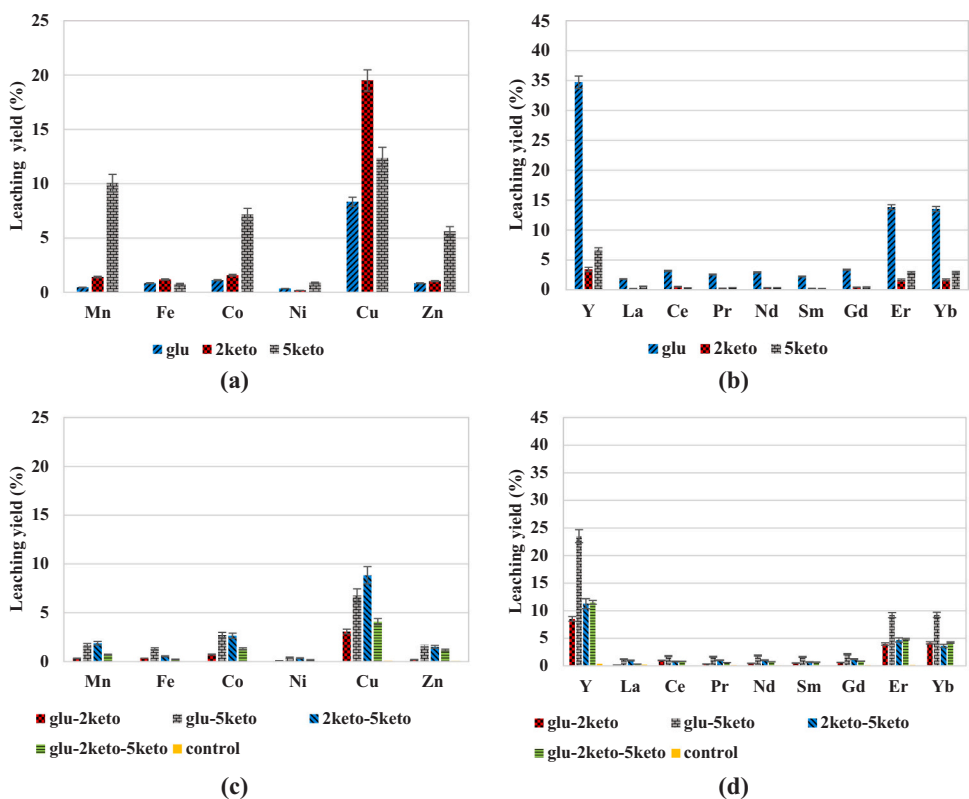 25
20
15
10
5
0
Leaching yield (%)
Mn Fe Co Ni Cu Zn
glu 2keto 5keto
(a)
45
40
35
30
25
20
15
10
5
0
Leaching yield (%)
Y La Ce Pr Nd Sm Gd Er Yb
glu 2keto 5keto
(b)
25
20
15
10
5
0
Leaching yield (%)
Mn Fe Co Ni Cu Zn
glu-2keto glu-5keto 2keto-5keto
glu-2keto-5keto control
(c)
45
40
35
30
25
20
15
10
5
0
Leaching yield (%)
Y La Ce Pr Nd Sm Gd Er Yb
glu-2keto glu-5keto 2keto-5keto
glu-2keto-5keto control
(d)